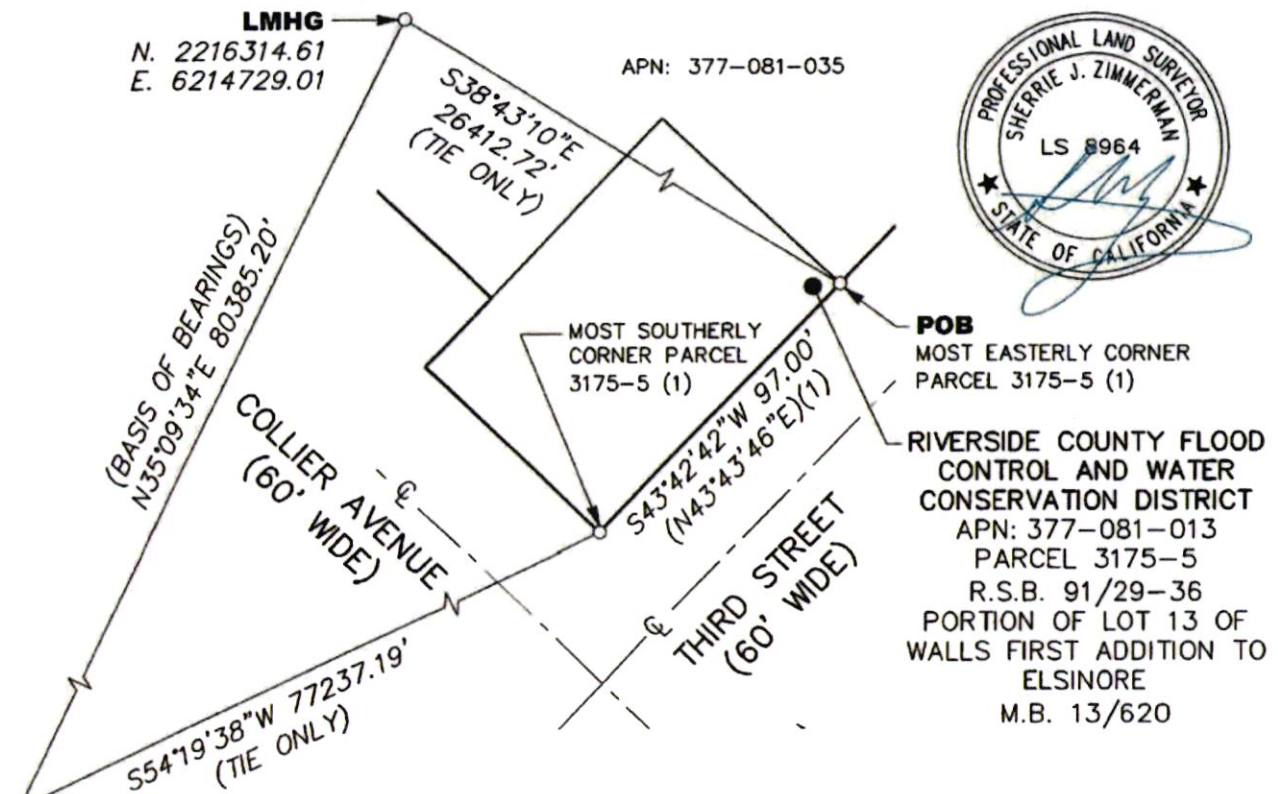 LMHG
N. 2216314.61
E. 6214729.01
APN: 377-081-035
S38°43'10"E
26412.72'
(TIE ONLY)
PROFESSIONAL LAND SURVEYOR
SHERRIE J. ZIMMERMAN
LS 8964
★ STATE OF CALIFORNIA ★
(BASIS OF BEARINGS)
N35°09'34"E 80385.20'
MOST SOUTHERLY
CORNER PARCEL
3175-5 (1)
POB
MOST EASTERLY CORNER
PARCEL 3175-5 (1)
S43°42'42"W 97.00'
(N43°43'46"E)(1)
COLLIER AVENUE
(60' WIDE)
℄
RIVERSIDE COUNTY FLOOD
CONTROL AND WATER
CONSERVATION DISTRICT
APN: 377-081-013
PARCEL 3175-5
R.S.B. 91/29-36
PORTION OF LOT 13 OF
WALLS FIRST ADDITION TO
ELSINORE
M.B. 13/620
℄
THIRD STREET
(60' WIDE)
S54°19'38"W 77237.19'
(TIE ONLY)